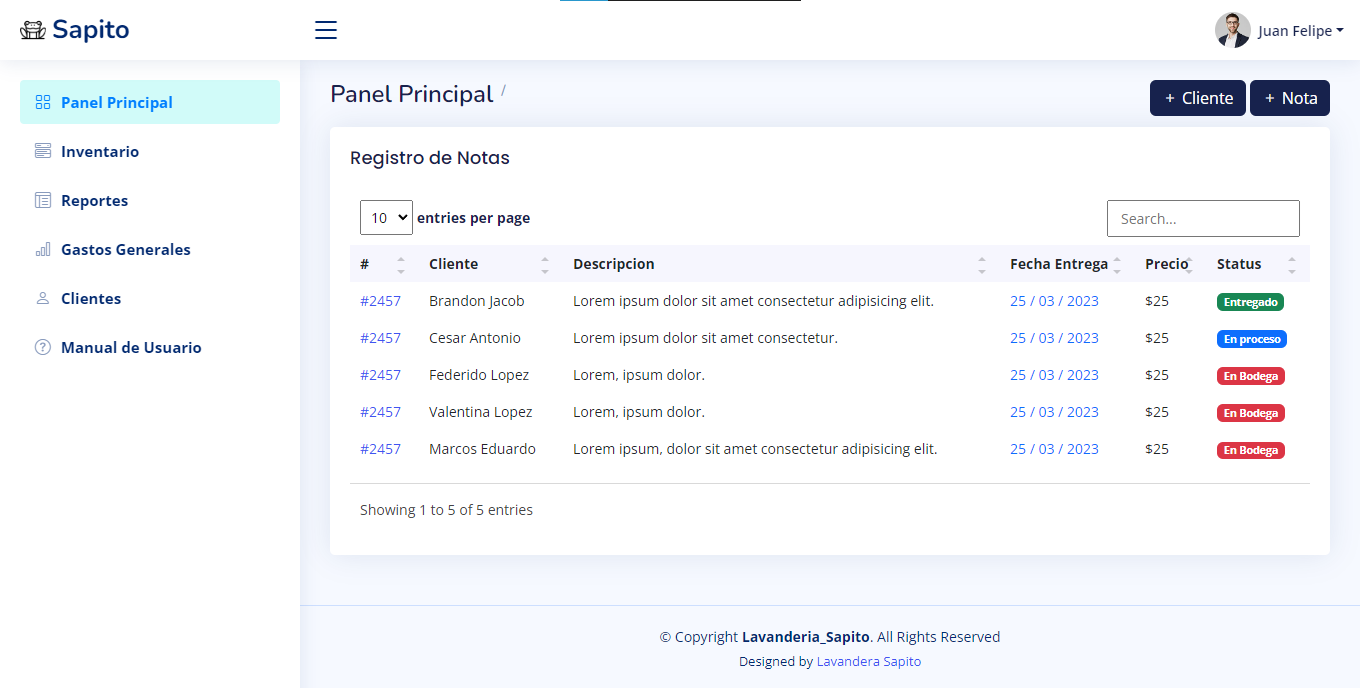 Sapito
Juan Felipe
Panel Principal
Inventario
Reportes
Gastos Generales
Clientes
Manual de Usuario
Panel Principal /
+ Cliente
+ Nota
Registro de Notas
10 entries per page
Search...
# Cliente Descripcion Fecha Entrega Precio Status
#2457 Brandon Jacob Lorem ipsum dolor sit amet consectetur adipisicing elit. 25 / 03 / 2023 $25 Entregado
#2457 Cesar Antonio Lorem ipsum dolor sit amet consectetur. 25 / 03 / 2023 $25 En proceso
#2457 Federido Lopez Lorem, ipsum dolor. 25 / 03 / 2023 $25 En Bodega
#2457 Valentina Lopez Lorem, ipsum dolor. 25 / 03 / 2023 $25 En Bodega
#2457 Marcos Eduardo Lorem ipsum, dolor sit amet consectetur adipisicing elit. 25 / 03 / 2023 $25 En Bodega
Showing 1 to 5 of 5 entries
© Copyright Lavanderia_Sapito. All Rights Reserved
Designed by Lavandera Sapito